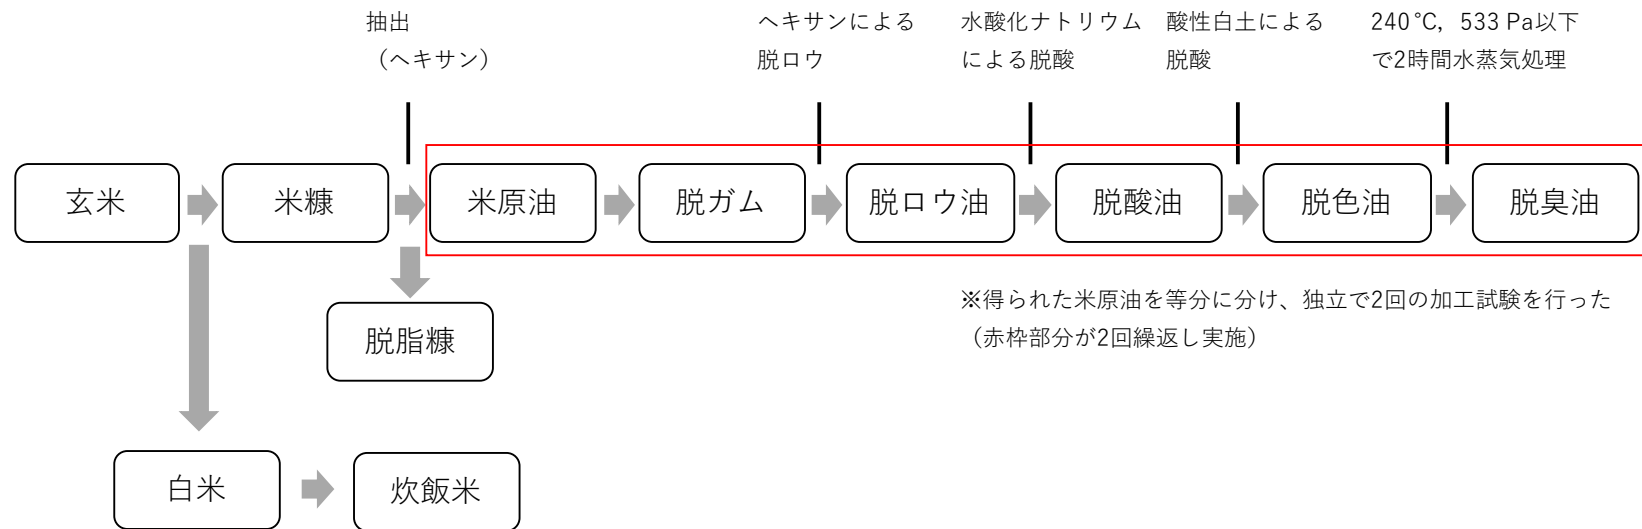 抽出
（ヘキサン）
ヘキサンによる
脱ロウ
水酸化ナトリウム
による脱酸
酸性白土による
脱酸
240 ℃，533 Pa以下
で2時間水蒸気処理
玄米
米糠
米原油
脱ガム
脱ロウ油
脱酸油
脱色油
脱臭油
※得られた米原油を等分に分け、独立で2回の加工試験を行った
（赤枠部分が2回繰返し実施）
脱脂糠
白米
炊飯米